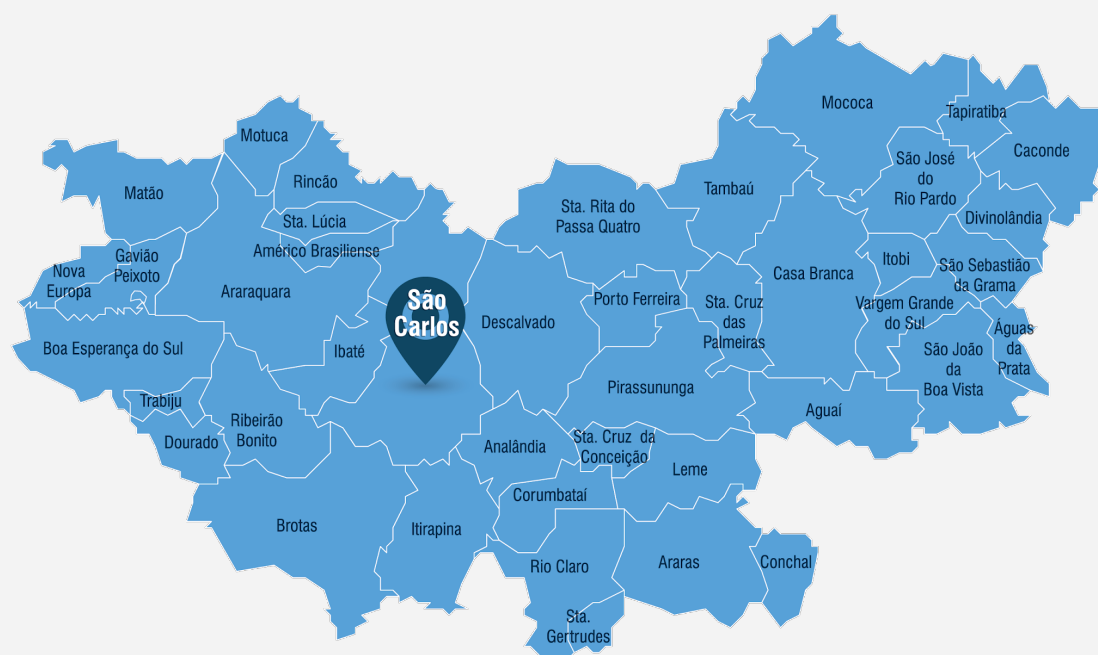 Mococa
Tapiratiba
Motuca
Caconde
São José
do
Rio Pardo
Rincão
Tambaú
Matão
Sta. Rita do
Passa Quatro
Divinolândia
Sta. Lúcia
Américo Brasiliense
Gavião
Peixoto
Itobi
Nova
Europa
São Sebastião
da Grama
Casa Branca
Araraquara
São
Carlos
Porto Ferreira
Sta. Cruz
das
Palmeiras
Vargem Grande
do Sul
Descalvado
Águas
da
Prata
Boa Esperança do Sul
Ibaté
São João
da
Boa Vista
Pirassununga
Trabiju
Aguaí
Ribeirão
Bonito
Dourado
Analândia
Sta. Cruz da
Conceição
Leme
Corumbataí
Brotas
Itirapina
Rio Claro
Araras
Conchal
Sta.
Gertrudes